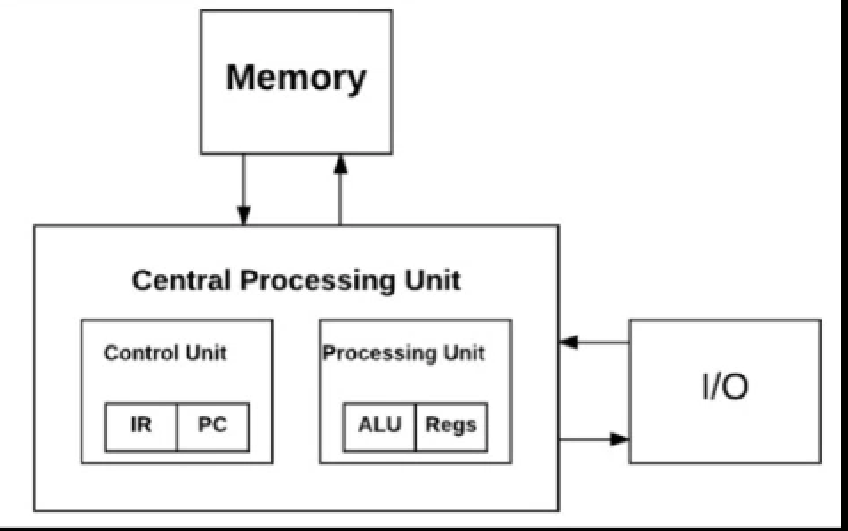 Memory
Central Processing Unit
Control Unit
Processing Unit
IR
PC
ALU
Regs
I/O